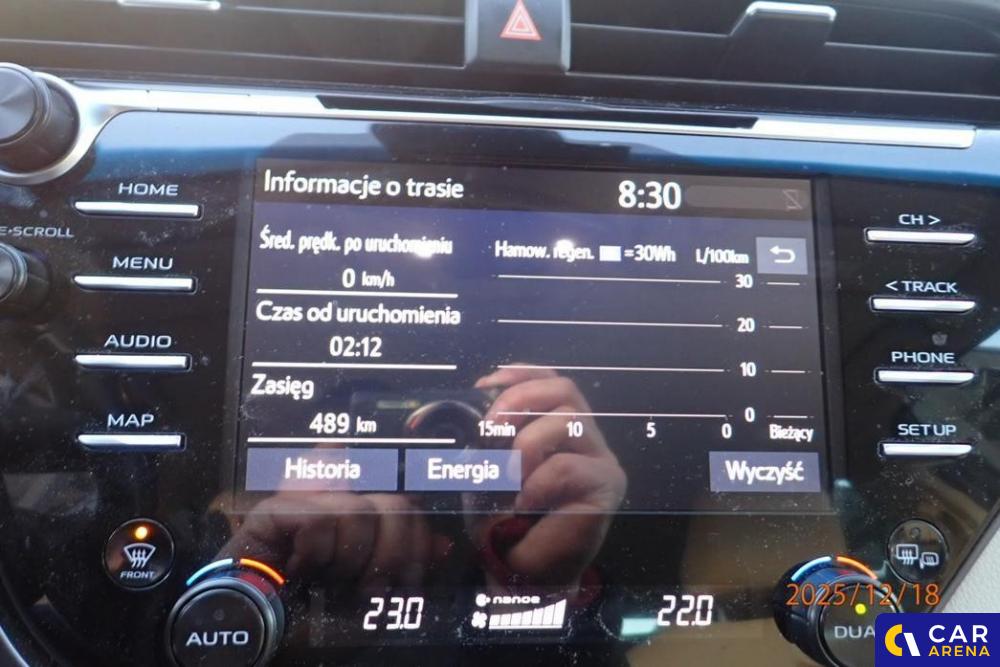 HOME
E-SCROLL
MENU
AUDIO
MAP
Informacje o trasie 8:30
Śred. prędk. po uruchomieniu
0 km/h
Czas od uruchomienia
02:12
Zasięg
489 km
Hamow. regen. =30Wh L/100km
30
20
10
0
15min 10 5 0 Bieżący
Historia Energia Wyczyść
CH >
< TRACK
PHONE
SETUP
FRONT
AUTO
23.0
nanoe
22.0
2025/12/18
DUA
CAR
ARENA